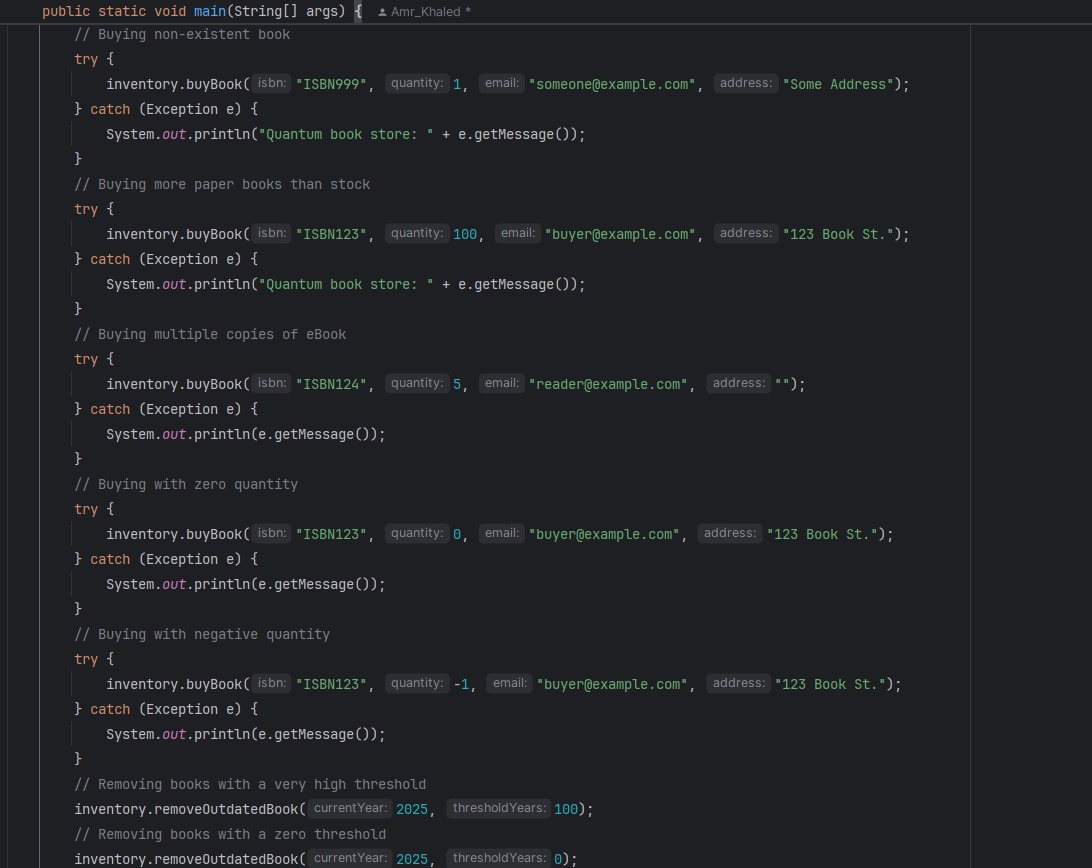 public static void main(String[] args) { Amr_Khaled *
// Buying non-existent book
try {
inventory.buyBook( isbn: "ISBN999", quantity: 1, email: "someone@example.com", address: "Some Address");
} catch (Exception e) {
System.out.println("Quantum book store: " + e.getMessage());
}
// Buying more paper books than stock
try {
inventory.buyBook( isbn: "ISBN123", quantity: 100, email: "buyer@example.com", address: "123 Book St.");
} catch (Exception e) {
System.out.println("Quantum book store: " + e.getMessage());
}
// Buying multiple copies of eBook
try {
inventory.buyBook( isbn: "ISBN124", quantity: 5, email: "reader@example.com", address: "");
} catch (Exception e) {
System.out.println(e.getMessage());
}
// Buying with zero quantity
try {
inventory.buyBook( isbn: "ISBN123", quantity: 0, email: "buyer@example.com", address: "123 Book St.");
} catch (Exception e) {
System.out.println(e.getMessage());
}
// Buying with negative quantity
try {
inventory.buyBook( isbn: "ISBN123", quantity: -1, email: "buyer@example.com", address: "123 Book St.");
} catch (Exception e) {
System.out.println(e.getMessage());
}
// Removing books with a very high threshold
inventory.removeOutdatedBook( currentYear: 2025, thresholdYears: 100);
// Removing books with a zero threshold
inventory.removeOutdatedBook( currentYear: 2025, thresholdYears: 0);